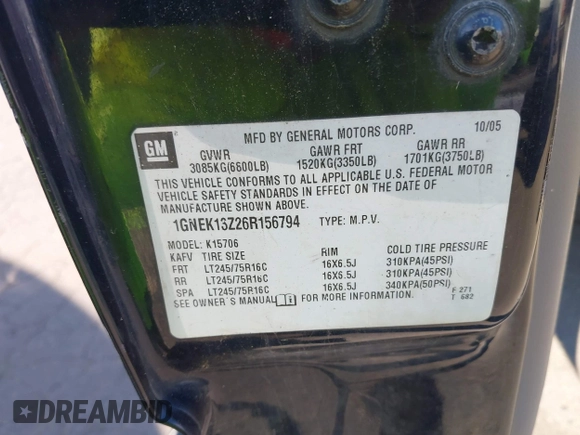 GM
MFD BY GENERAL MOTORS CORP. 10/05
GVWR GAWR FRT GAWR RR
3085KG(6600LB) 1520KG(3350LB) 1701KG(3750LB)
THIS VEHICLE CONFORMS TO ALL APPLICABLE U.S. FEDERAL MOTOR
VEHICLE SAFETY STANDARDS IN EFFECT ON THE DATE OF
MANUFACTURE SHOWN ABOVE.
1GNEK13Z26R156794 TYPE: M.P.V.
MODEL: K15706
KAFV TIRE SIZE RIM COLD TIRE PRESSURE
FRT LT245/75R16C 16X6.5J 310KPA(45PSI)
RR LT245/75R16C 16X6.5J 310KPA(45PSI)
SPA LT245/75R16C 16X6.5J 340KPA(50PSI)
SEE OWNER'S MANUAL FOR MORE INFORMATION.
F 271
T 682
DREAMBID